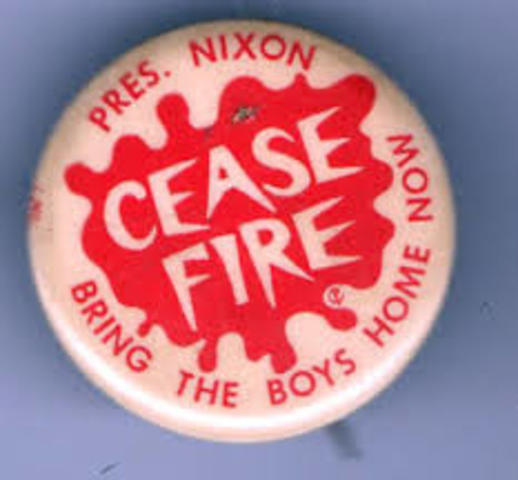 PRES. NIXON
CEASE
FIRE
BRING THE BOYS HOME NOW